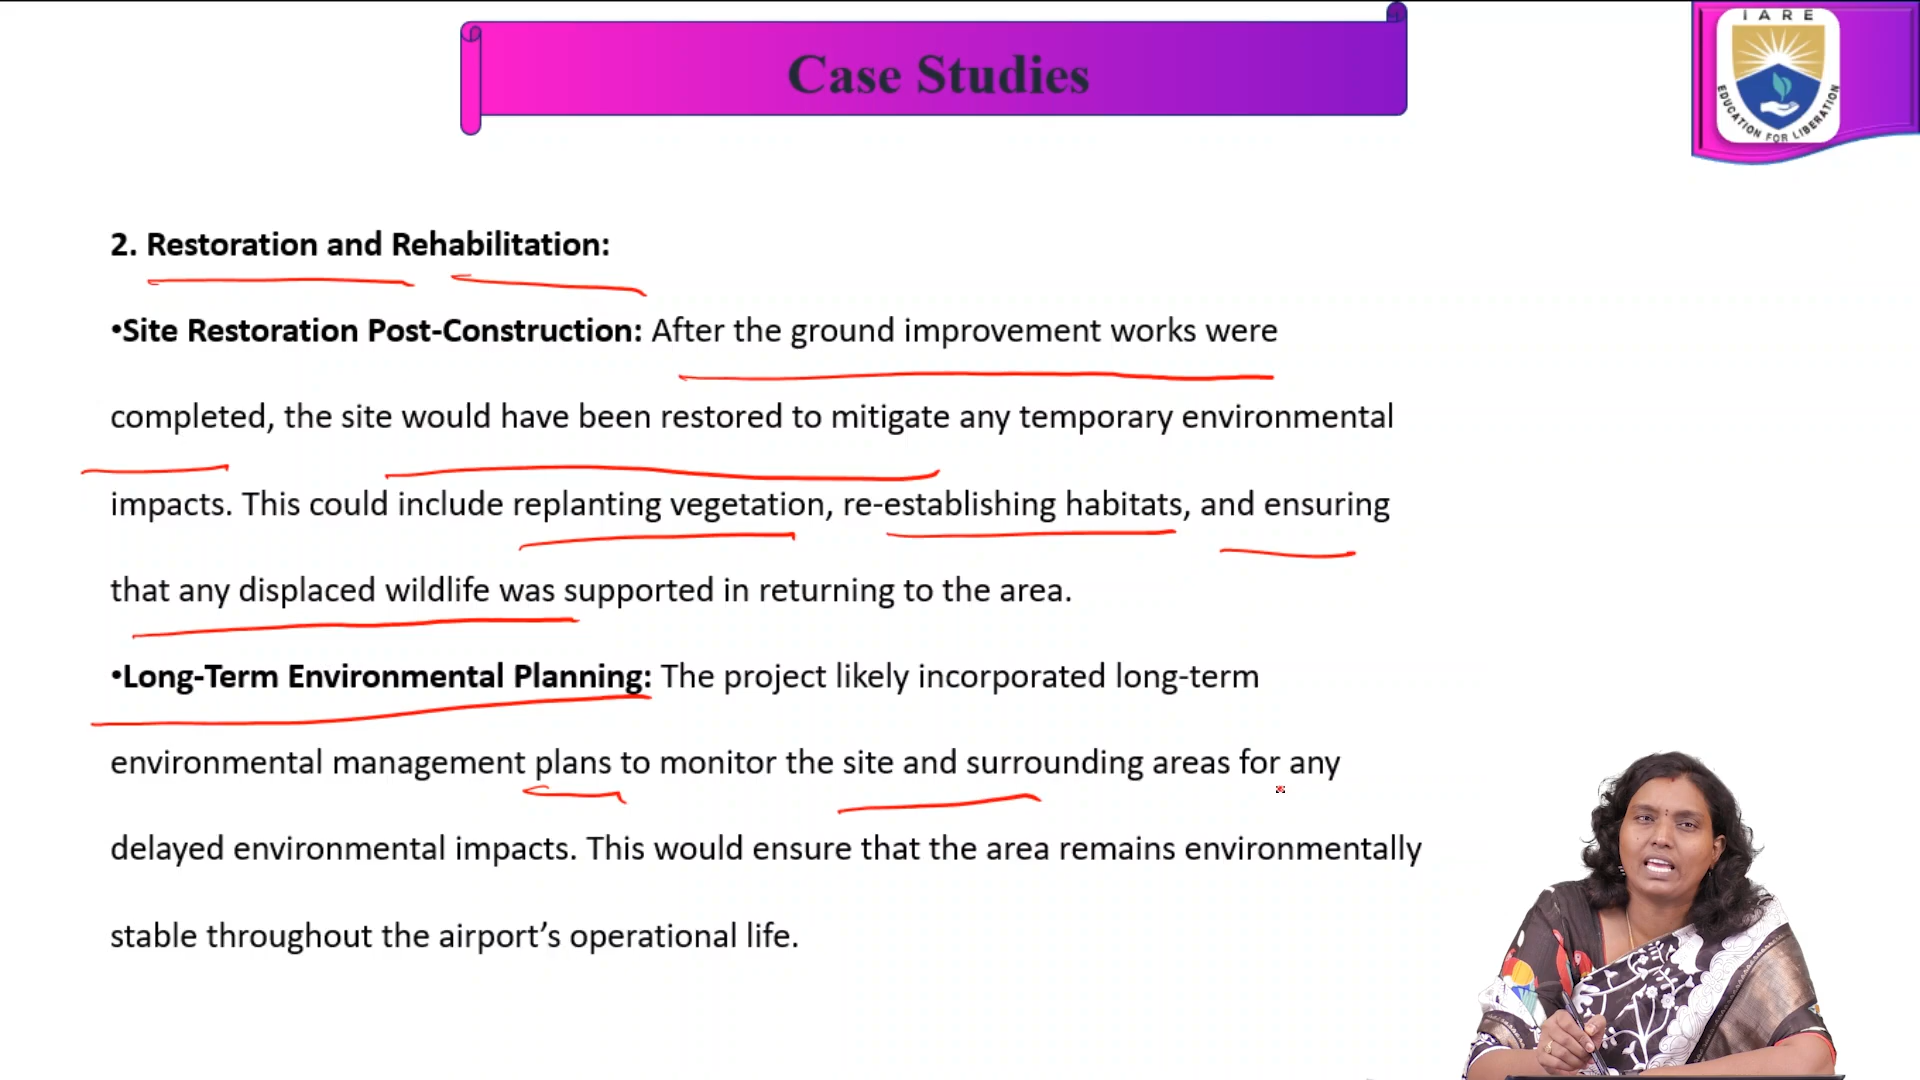 Case Studies
IARE
EDUCATION FOR LIBERATION
2. Restoration and Rehabilitation:
•Site Restoration Post-Construction: After the ground improvement works were
completed, the site would have been restored to mitigate any temporary environmental
impacts. This could include replanting vegetation, re-establishing habitats, and ensuring
that any displaced wildlife was supported in returning to the area.
•Long-Term Environmental Planning: The project likely incorporated long-term
environmental management plans to monitor the site and surrounding areas for any
delayed environmental impacts. This would ensure that the area remains environmentally
stable throughout the airport’s operational life.